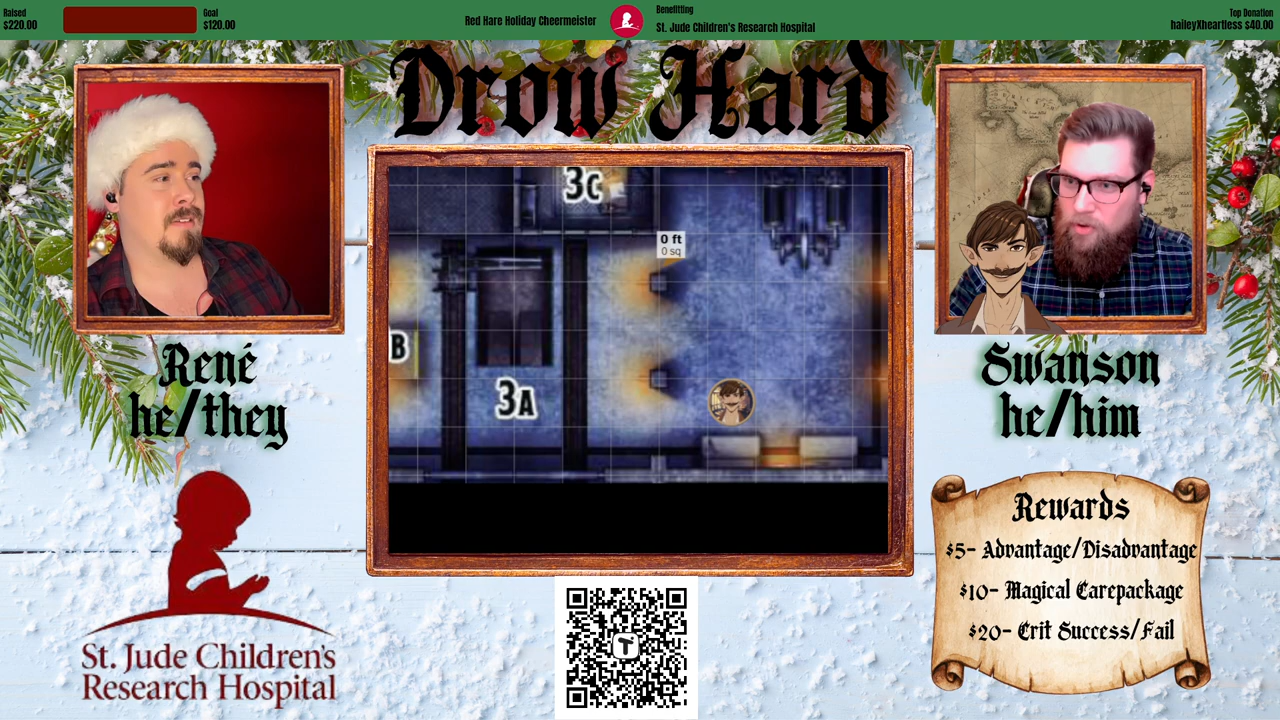 Raised
$220.00
Goal
$120.00
Red Hare Holiday Cheermeister
Benefitting
St. Jude Children's Research Hospital
Top Donation
haileyXheartless $40.00
Drow Hard
3C
0 ft
0 sq
B
3A
René
he/they
Swanson
he/him
St. Jude Children's
Research Hospital
T
Rewards
$5- Advantage/Disadvantage
$10- Magical Carepackage
$20- Crit Success/Fail